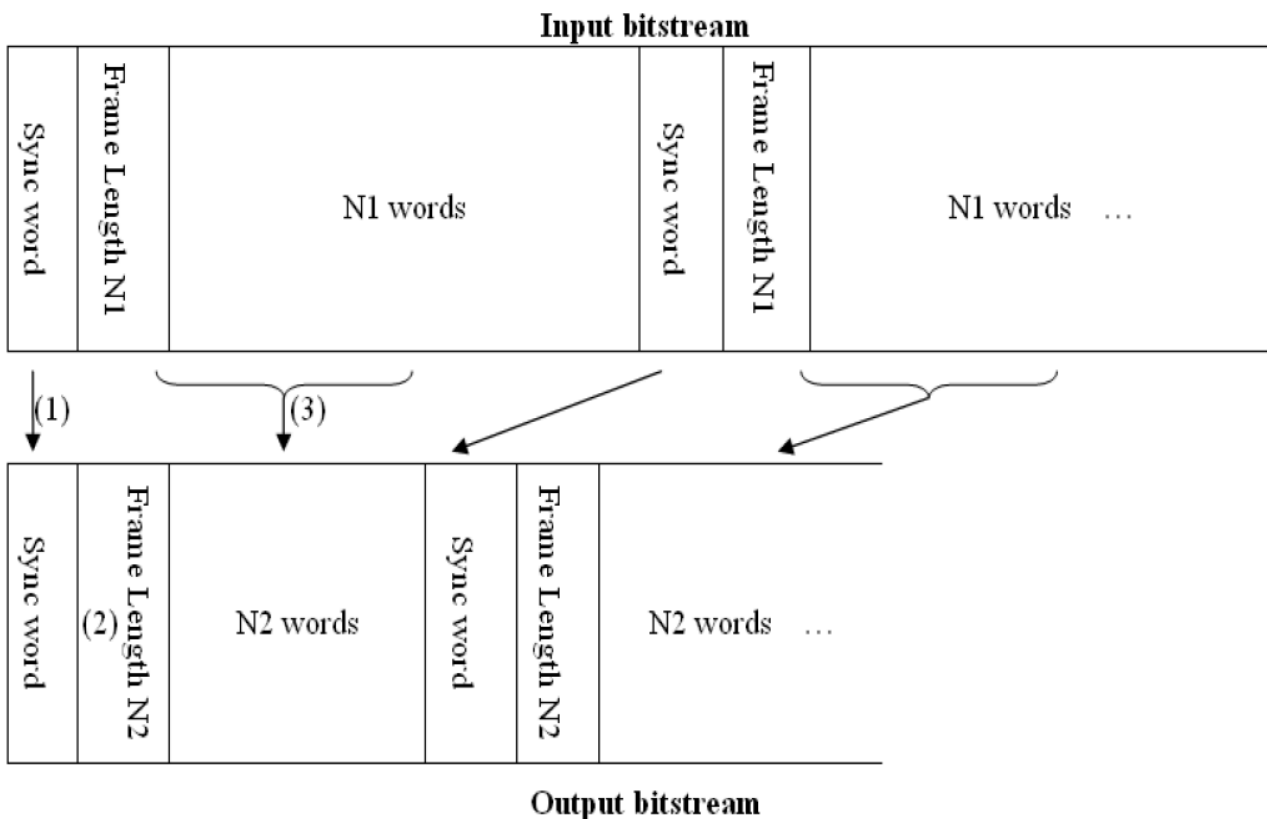 Input bitstream
Sync word
Frame Length N1
N1 words
Sync word
Frame Length N1
N1 words …
(1)
(3)
Sync word
(2)
Frame Length N2
N2 words
Sync word
Frame Length N2
N2 words …
Output bitstream